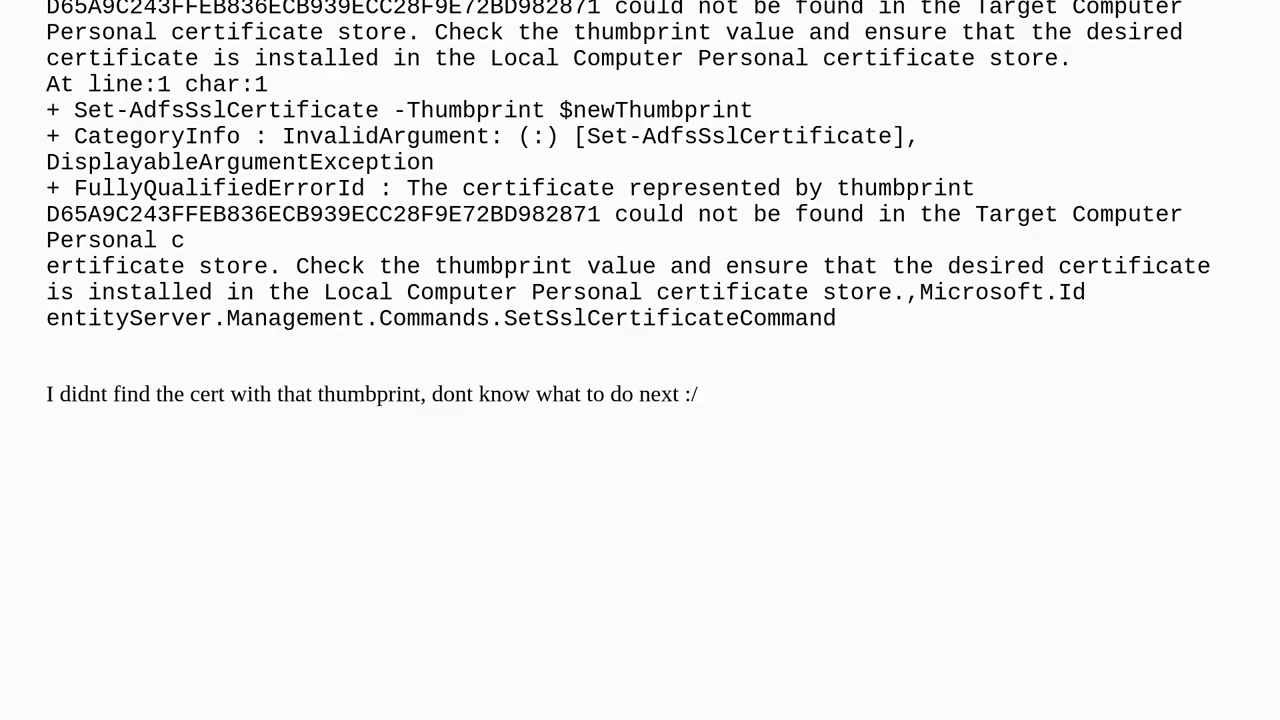 D65A9C243FFEB836ECB939ECC28F9E72BD982871 could not be found in the Target Computer
Personal certificate store. Check the thumbprint value and ensure that the desired
certificate is installed in the Local Computer Personal certificate store.
At line:1 char:1
+ Set-AdfsSslCertificate -Thumbprint $newThumbprint
+ CategoryInfo : InvalidArgument: (:) [Set-AdfsSslCertificate],
DisplayableArgumentException
+ FullyQualifiedErrorId : The certificate represented by thumbprint
D65A9C243FFEB836ECB939ECC28F9E72BD982871 could not be found in the Target Computer
Personal c
ertificate store. Check the thumbprint value and ensure that the desired certificate
is installed in the Local Computer Personal certificate store.,Microsoft.Id
entityServer.Management.Commands.SetSslCertificateCommand
I didnt find the cert with that thumbprint, dont know what to do next :/